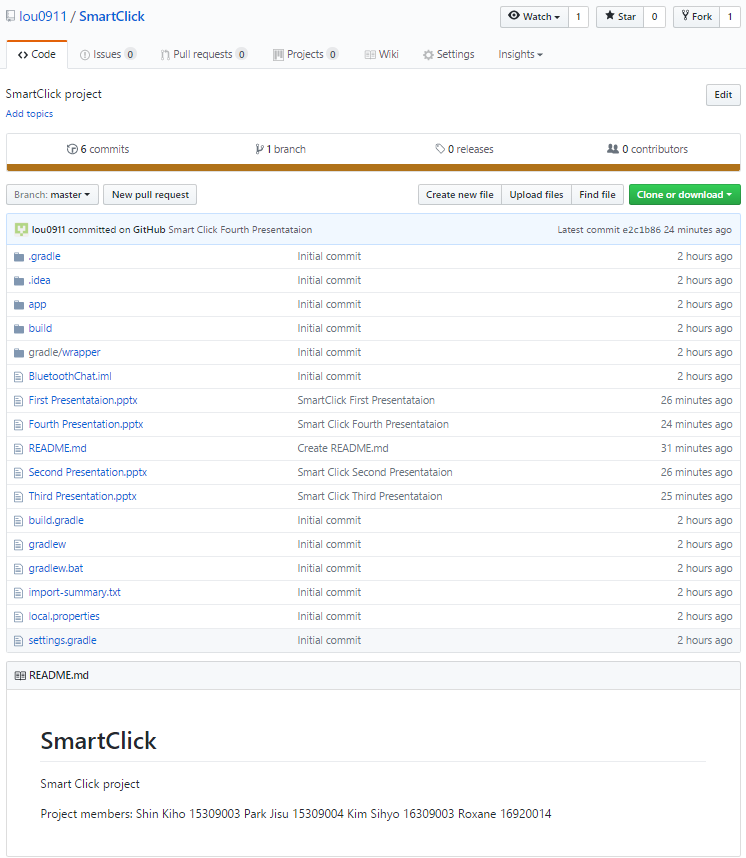 lou0911 / SmartClick Watch 1 Star 0 Fork 1
Code Issues 0 Pull requests 0 Projects 0 Wiki Settings Insights
SmartClick project Edit
Add topics
6 commits 1 branch 0 releases 0 contributors
Branch: master New pull request Create new file Upload files Find file Clone or download
lou0911 committed on GitHub Smart Click Fourth Presentataion Latest commit e2c1b86 24 minutes ago
.gradle Initial commit 2 hours ago
.idea Initial commit 2 hours ago
app Initial commit 2 hours ago
build Initial commit 2 hours ago
gradle/wrapper Initial commit 2 hours ago
BluetoothChat.iml Initial commit 2 hours ago
First Presentataion.pptx SmartClick First Presentataion 26 minutes ago
Fourth Presentation.pptx Smart Click Fourth Presentataion 24 minutes ago
README.md Create README.md 31 minutes ago
Second Presentation.pptx Smart Click Second Presentataion 26 minutes ago
Third Presentation.pptx Smart Click Third Presentataion 25 minutes ago
build.gradle Initial commit 2 hours ago
gradlew Initial commit 2 hours ago
gradlew.bat Initial commit 2 hours ago
import-summary.txt Initial commit 2 hours ago
local.properties Initial commit 2 hours ago
settings.gradle Initial commit 2 hours ago
README.md
SmartClick
Smart Click project
Project members: Shin Kiho 15309003 Park Jisu 15309004 Kim Sihyo 16309003 Roxane 16920014